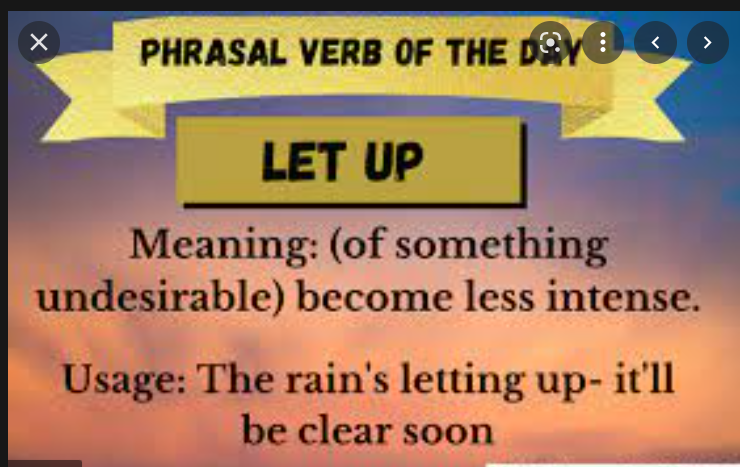 PHRASAL VERB OF THE DAY
LET UP
Meaning: (of something
undesirable) become less intense.
Usage: The rain's letting up- it'll
be clear soon